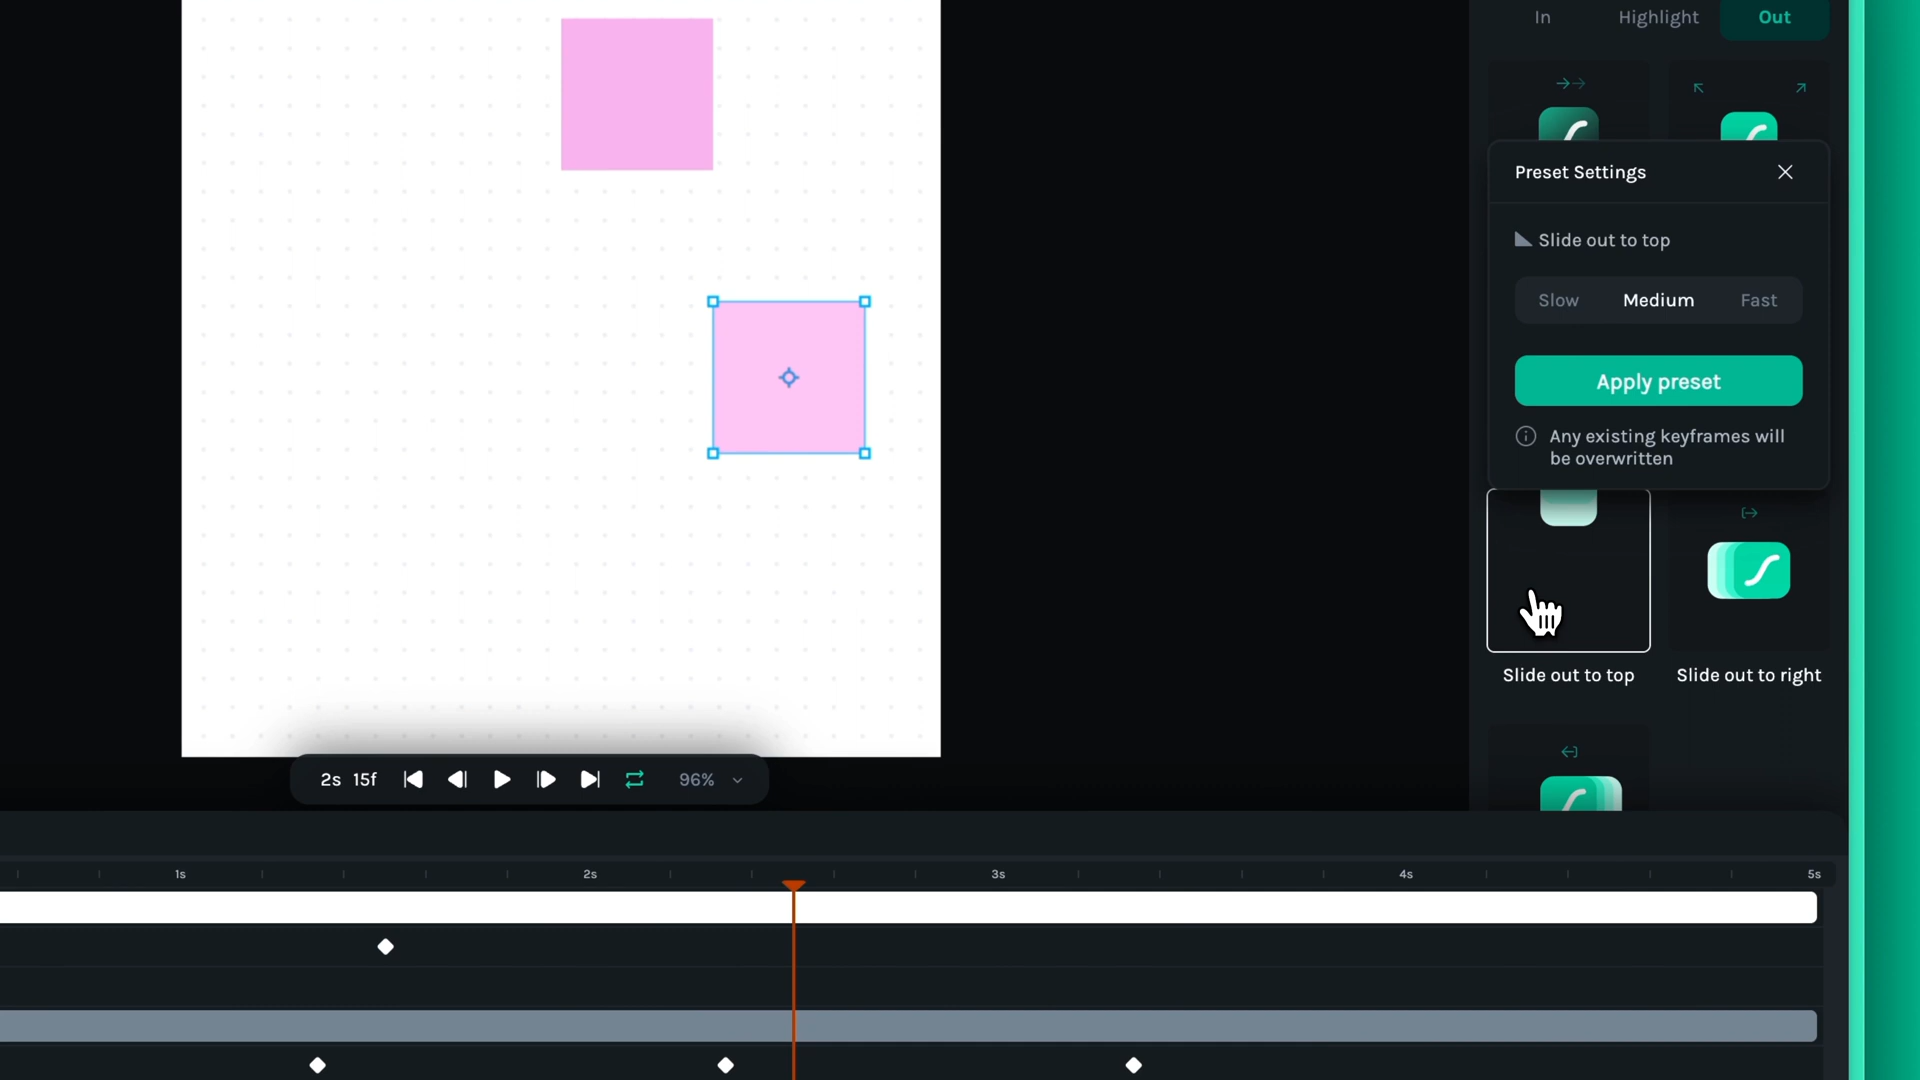 In Highlight Out
Preset Settings
Slide out to top
Slow Medium Fast
Apply preset
Any existing keyframes will
be overwritten
Slide out to top Slide out to right
2s 15f 96%
1s 2s 3s 4s 5s